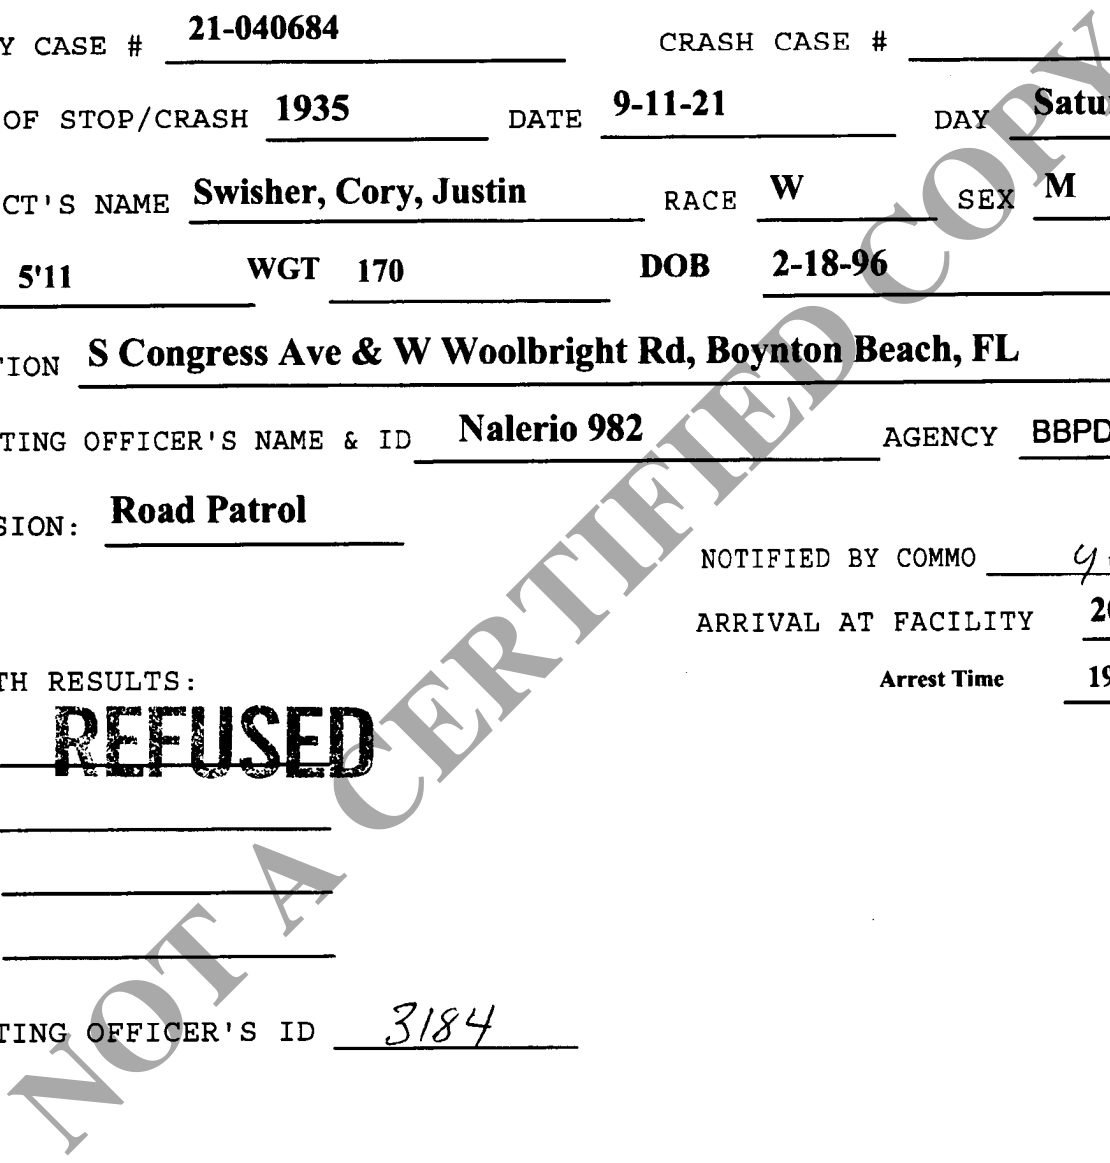 Y CASE # 21-040684 CRASH CASE #
OF STOP/CRASH 1935 DATE 9-11-21 DAY Satu
CT'S NAME Swisher, Cory, Justin RACE W SEX M
5'11 WGT 170 DOB 2-18-96
TION S Congress Ave & W Woolbright Rd, Boynton Beach, FL
TING OFFICER'S NAME & ID Nalerio 982 AGENCY BBPD
SION: Road Patrol
NOTIFIED BY COMMO
ARRIVAL AT FACILITY 20
Arrest Time 19
TH RESULTS:
REFUSED
TING OFFICER'S ID 3184
NOT A CERTIFIED COPY